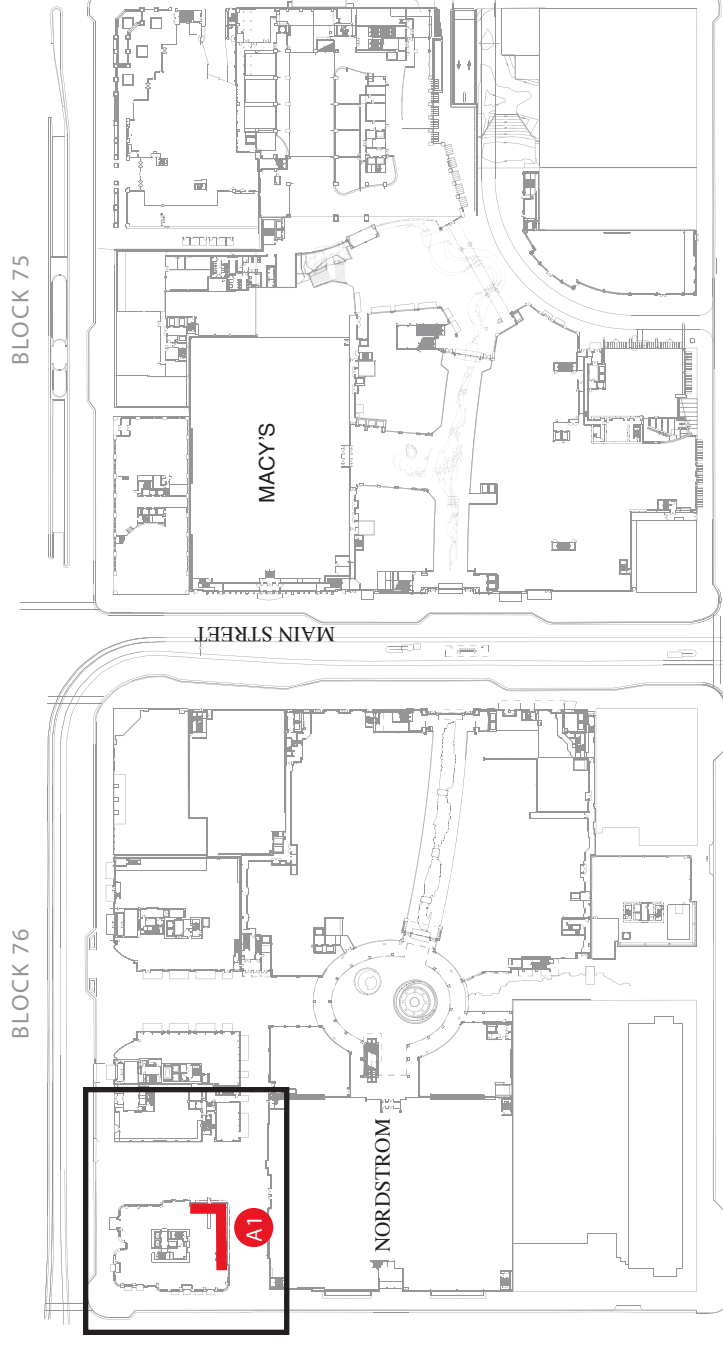 BLOCK 75
MACY'S
MAIN STREET
BLOCK 76
NORDSTROM
A1